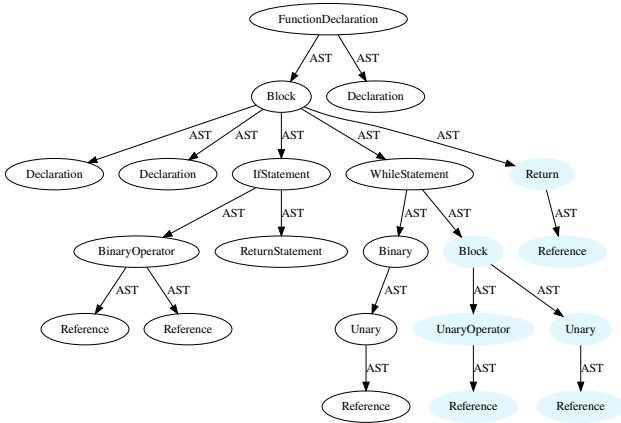 FunctionDeclaration
AST AST
Block Declaration
AST AST AST AST AST
Declaration Declaration IfStatement WhileStatement Return
AST AST AST AST AST
BinaryOperator ReturnStatement Binary Block Reference
AST AST AST AST AST
Reference Reference Unary UnaryOperator Unary
AST AST AST
Reference Reference Reference